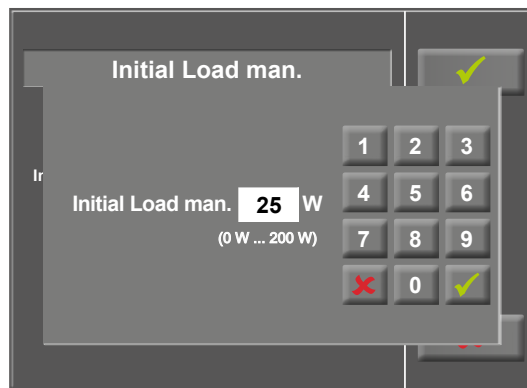 Initial Load man.
Initial Load man. 25 W
(0 W ... 200 W)
1 2 3
4 5 6
7 8 9
0